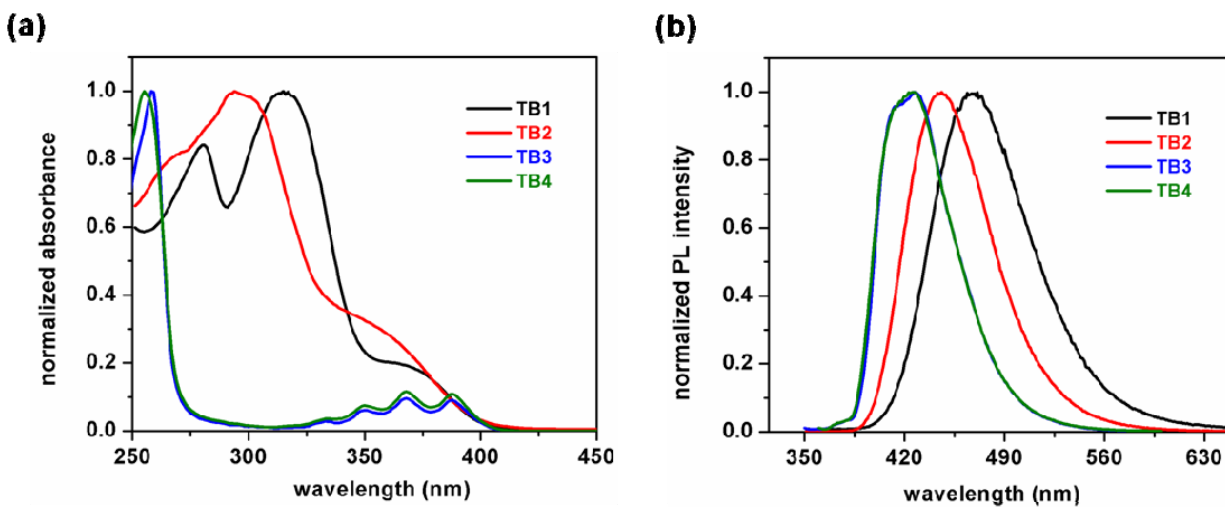 (a)
normalized absorbance
1.0
0.8
0.6
0.4
0.2
0.0
250
300
350
400
450
wavelength (nm)
TB1
TB2
TB3
TB4
(b)
normalized PL intensity
1.0
0.8
0.6
0.4
0.2
0.0
350
420
490
560
630
wavelength (nm)
TB1
TB2
TB3
TB4